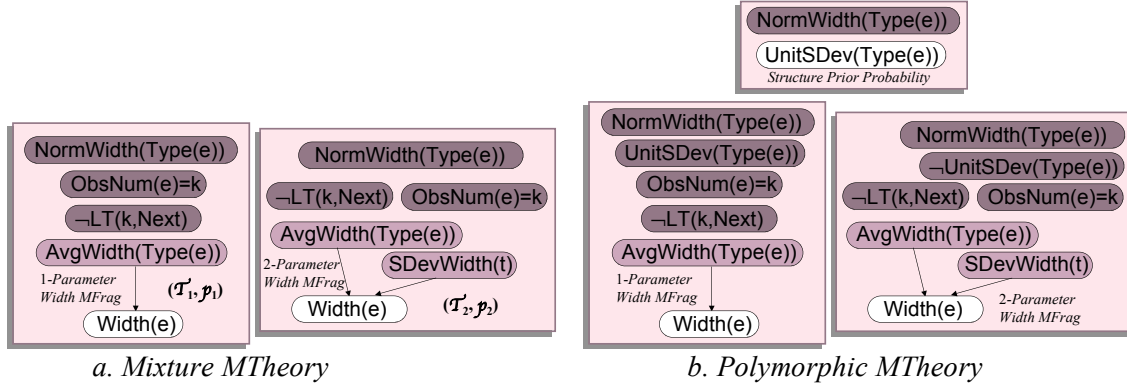 NormWidth(Type(e))
UnitSDev(Type(e))
Structure Prior Probability
NormWidth(Type(e))
ObsNum(e)=k
¬LT(k,Next)
AvgWidth(Type(e))
1-Parameter
Width MFrag
(T₁, p₁)
Width(e)
NormWidth(Type(e))
¬LT(k,Next) ObsNum(e)=k
AvgWidth(Type(e))
SDevWidth(t)
2-Parameter
Width MFrag
Width(e)
(T₂, p₂)
a. Mixture MTheory
NormWidth(Type(e))
UnitSDev(Type(e))
ObsNum(e)=k
¬LT(k,Next)
AvgWidth(Type(e))
1-Parameter
Width MFrag
Width(e)
NormWidth(Type(e))
¬UnitSDev(Type(e))
¬LT(k,Next) ObsNum(e)=k
AvgWidth(Type(e))
SDevWidth(t)
Width(e)
2-Parameter
Width MFrag
b. Polymorphic MTheory